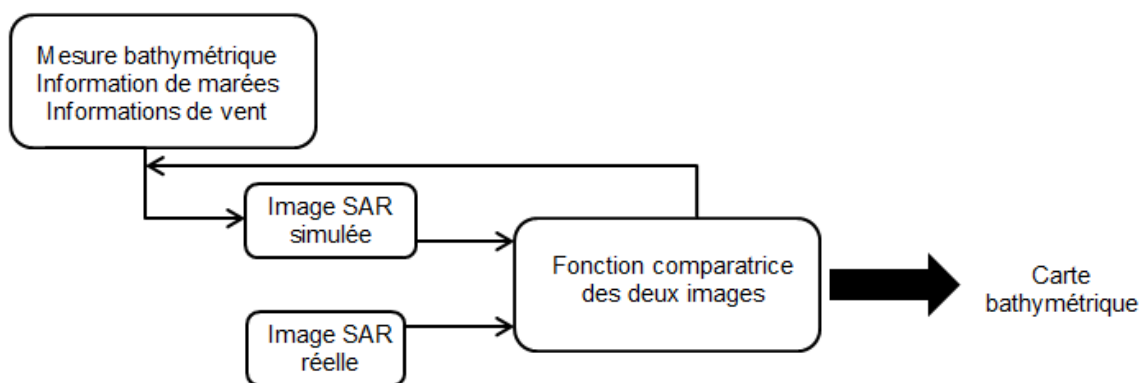 Mesure bathymétrique
Information de marées
Informations de vent
Image SAR
simulée
Image SAR
réelle
Fonction comparatrice
des deux images
Carte
bathymétrique